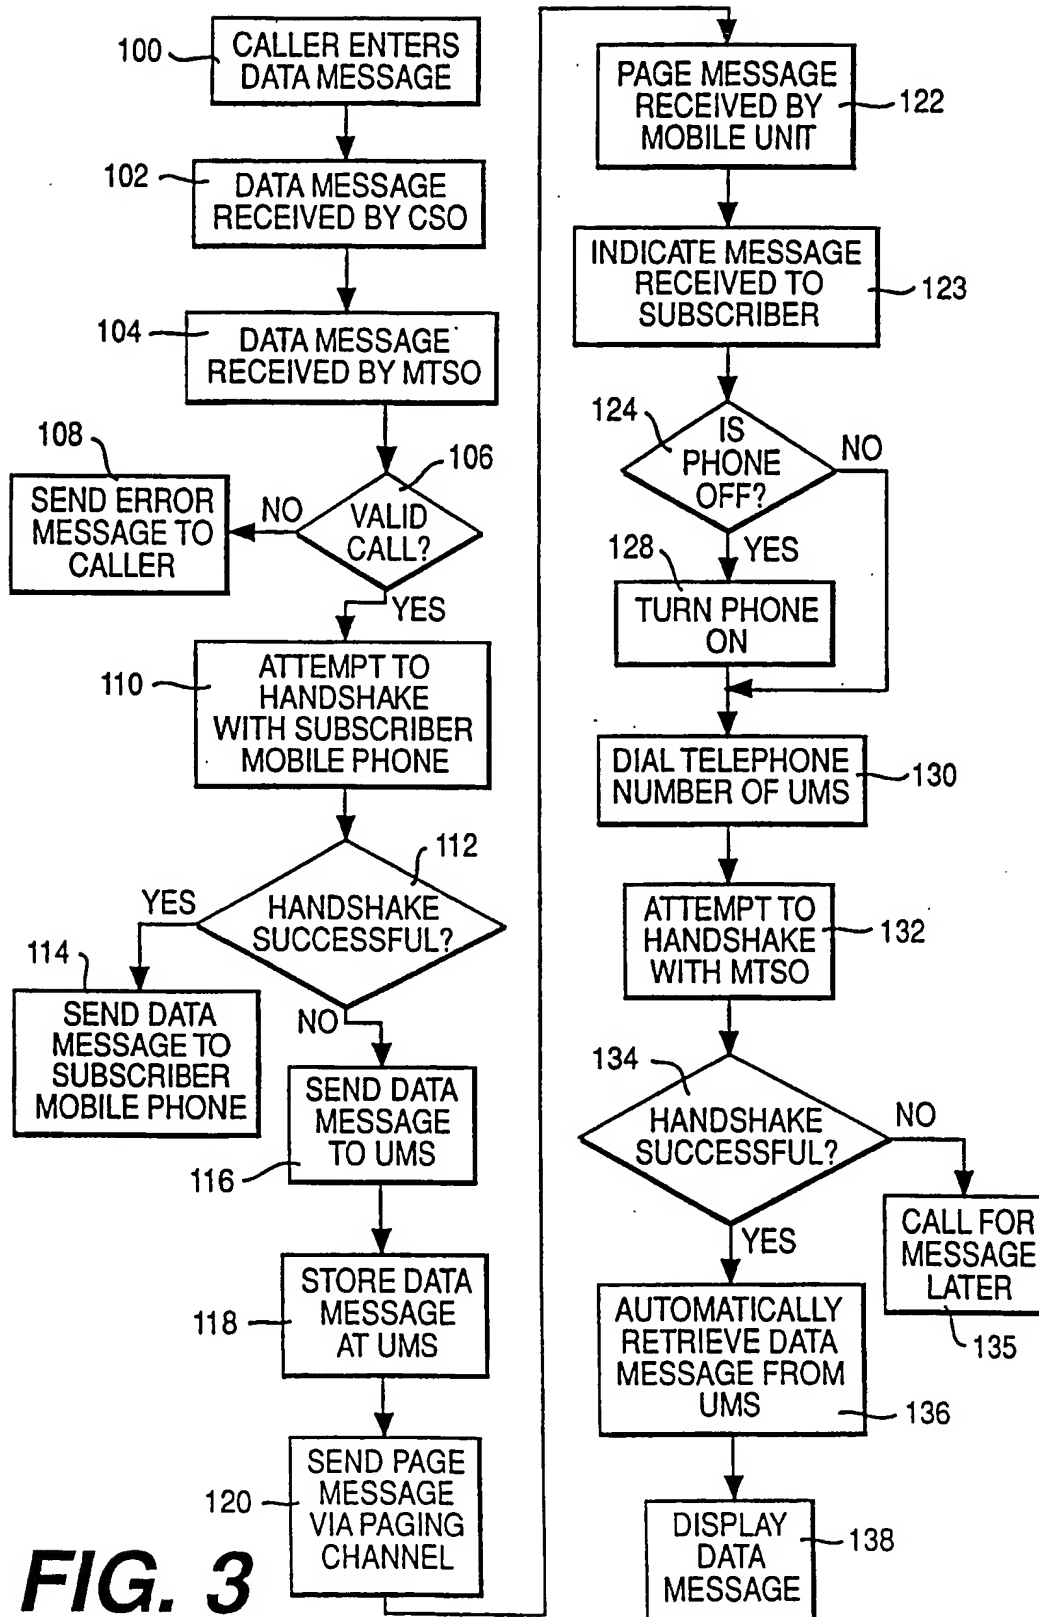 100
CALLER ENTERS
DATA MESSAGE
102
DATA MESSAGE
RECEIVED BY CSO
104
DATA MESSAGE
RECEIVED BY MTSO
106
VALID
CALL?
NO
108
SEND ERROR
MESSAGE TO
CALLER
YES
110
ATTEMPT TO
HANDSHAKE
WITH SUBSCRIBER
MOBILE PHONE
112
HANDSHAKE
SUCCESSFUL?
YES
114
SEND DATA
MESSAGE TO
SUBSCRIBER
MOBILE PHONE
NO
SEND DATA
MESSAGE
TO UMS
116
STORE DATA
MESSAGE
AT UMS
118
SEND PAGE
MESSAGE
VIA PAGING
CHANNEL
120
PAGE MESSAGE
RECEIVED BY
MOBILE UNIT
122
INDICATE MESSAGE
RECEIVED TO
SUBSCRIBER
123
124
IS
PHONE
OFF?
NO
YES
128
TURN PHONE
ON
DIAL TELEPHONE
NUMBER OF UMS
130
ATTEMPT TO
HANDSHAKE
WITH MTSO
132
134
HANDSHAKE
SUCCESSFUL?
NO
CALL FOR
MESSAGE
LATER
135
YES
AUTOMATICALLY
RETRIEVE DATA
MESSAGE FROM
UMS
136
DISPLAY
DATA
MESSAGE
138
FIG. 3